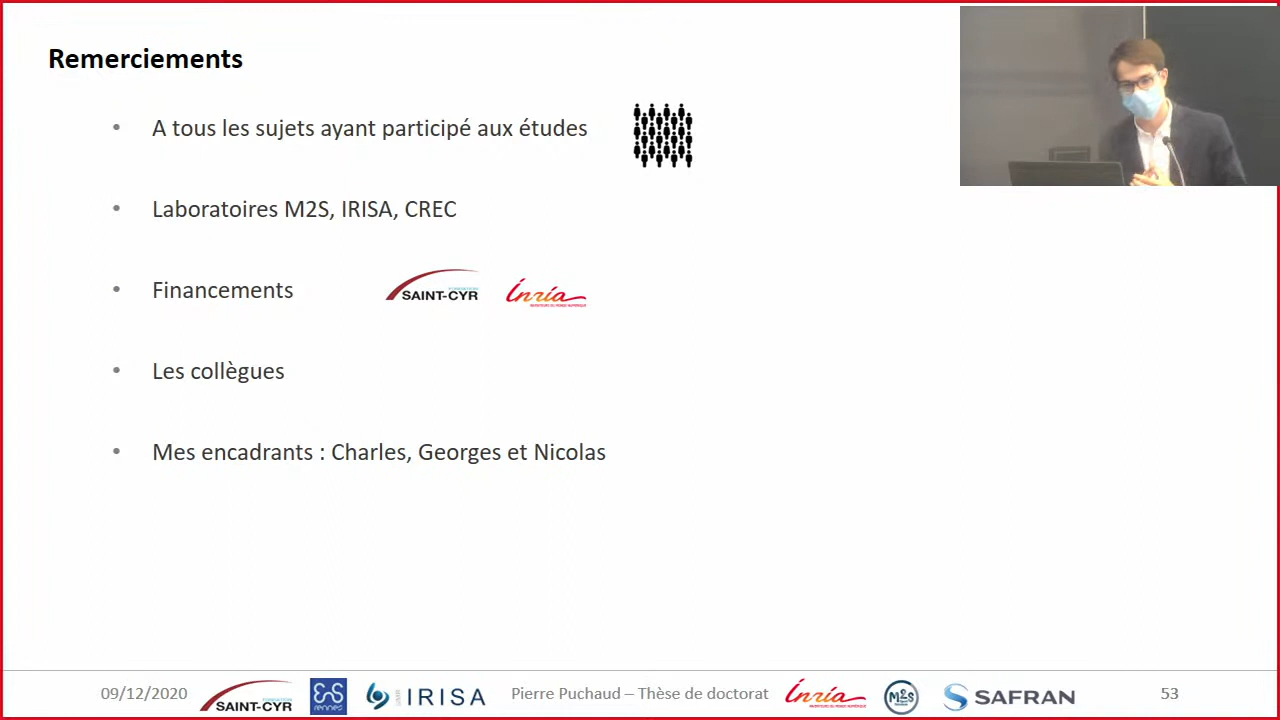 Remerciements
• A tous les sujets ayant participé aux études
• Laboratoires M2S, IRISA, CREC
• Financements
SAINT-CYR
Inria
• Les collègues
• Mes encadrants : Charles, Georges et Nicolas
09/12/2020
SAINT-CYR
ENS
rennes
IRISA
Pierre Puchaud – Thèse de doctorat
Inria
M2S
SAFRAN
53